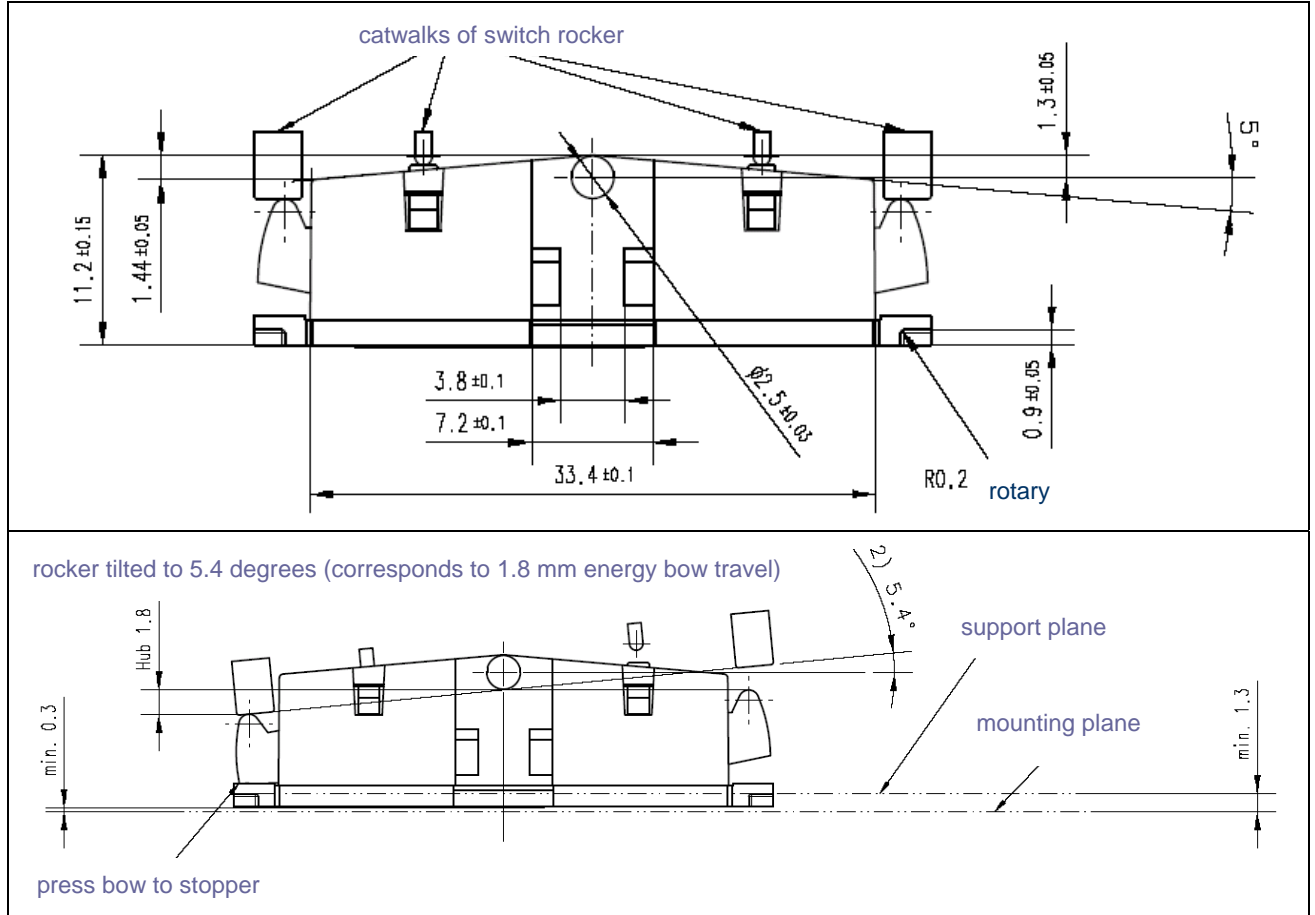 catwalks of switch rocker
1.3 ±0.05
5°
11.2 ±0.15
1.44 ±0.05
3.8 ±0.1
7.2 ±0.1
33.4 ±0.1
Ø2.5 ±0.03
0.9 ±0.05
R0.2 rotary
rocker tilted to 5.4 degrees (corresponds to 1.8 mm energy bow travel)
2) 5.4°
Hub 1.8
support plane
mounting plane
min. 0.3
min. 1.3
press bow to stopper